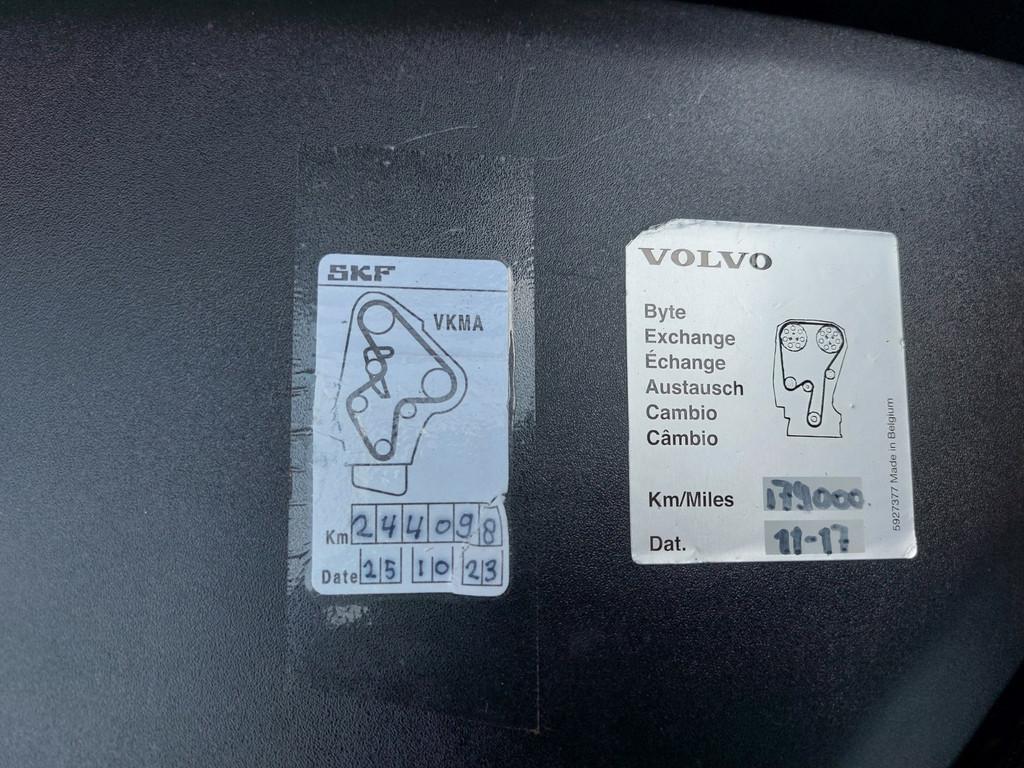 SKF
VKMA
Km 244098
Date 25 10 23
VOLVO
Byte
Exchange
Échange
Austausch
Cambio
Câmbio
Km/Miles 179000
Dat. 11-17
5927377 Made in Belgium